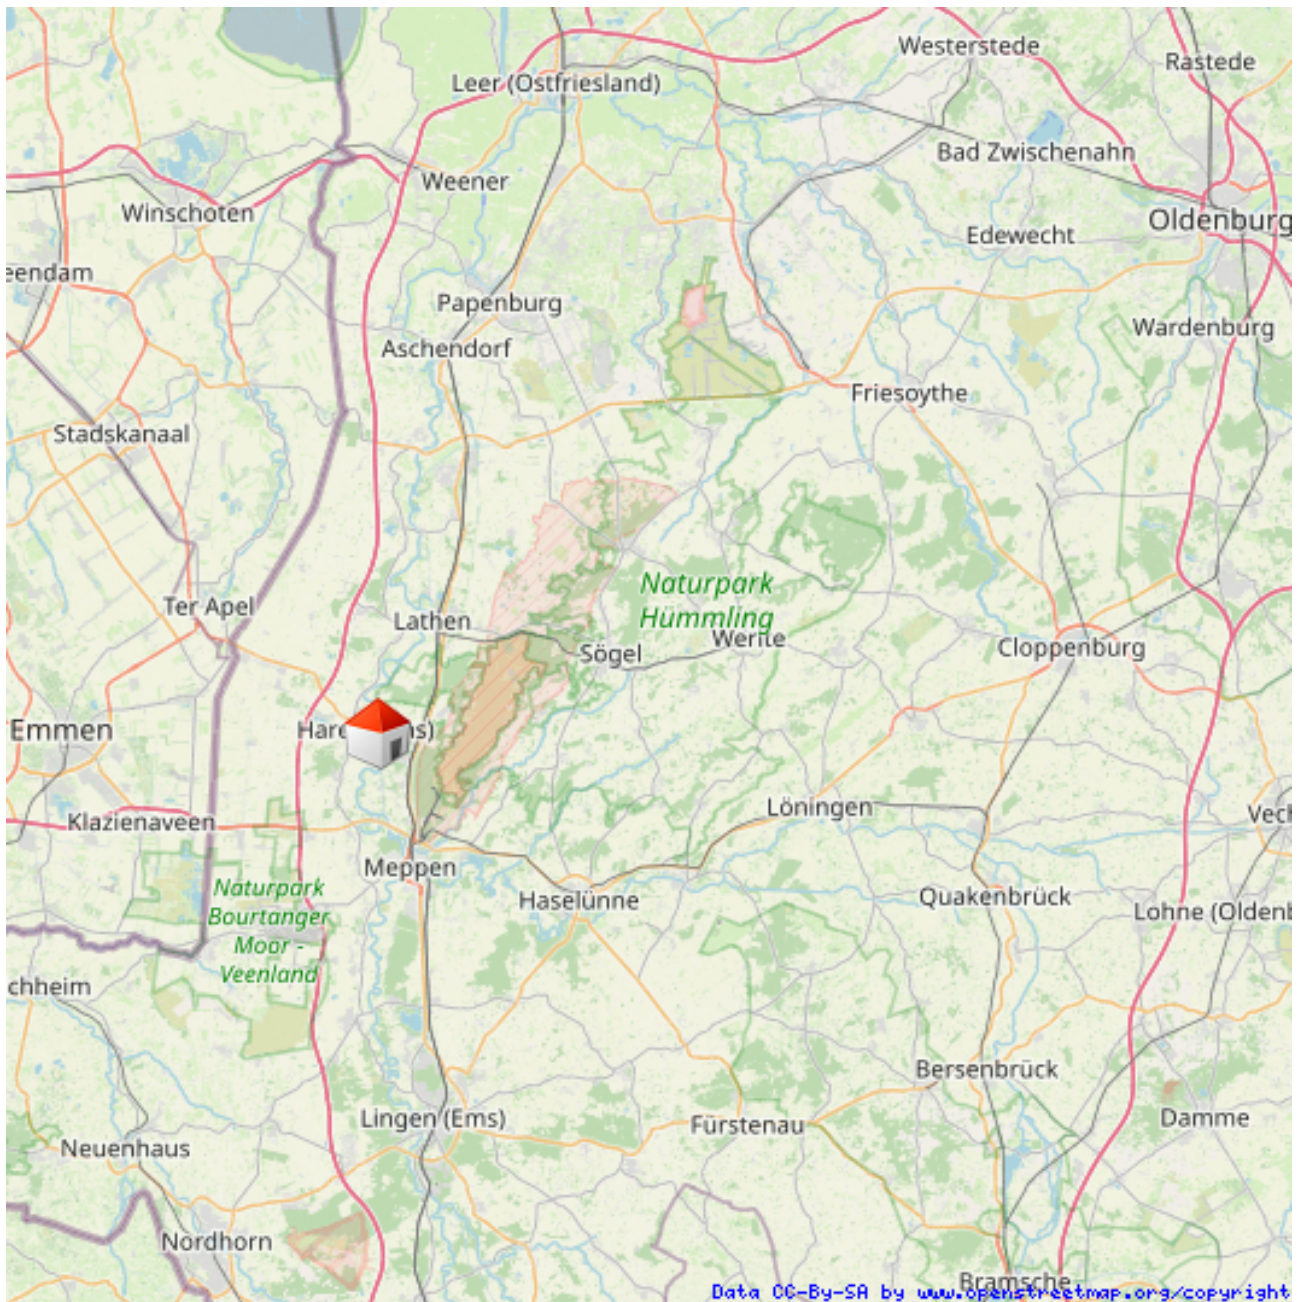 Westerstede
Rastede
Leer (Ostfriesland)
Bad Zwischenahn
Weener
Winschoten
Oldenburg
Edewecht
eendam
Papenburg
Wardenburg
Aschendorf
Friesoythe
Stadskanaal
Naturpark
Hümmling
Ter Apel
Lathen
Werlte
Sögel
Cloppenburg
Emmen
Löningen
Klazienaveen
Vech
Meppen
Naturpark
Bourtanger
Moor -
Veenland
Haselünne
Quakenbrück
Lohne (Oldenb
chheim
Bersenbrück
Lingen (Ems)
Fürstenau
Damme
Neuenhaus
Nordhorn
Bramsche
Data CC-By-SA by www.openstreetmap.org/copyright